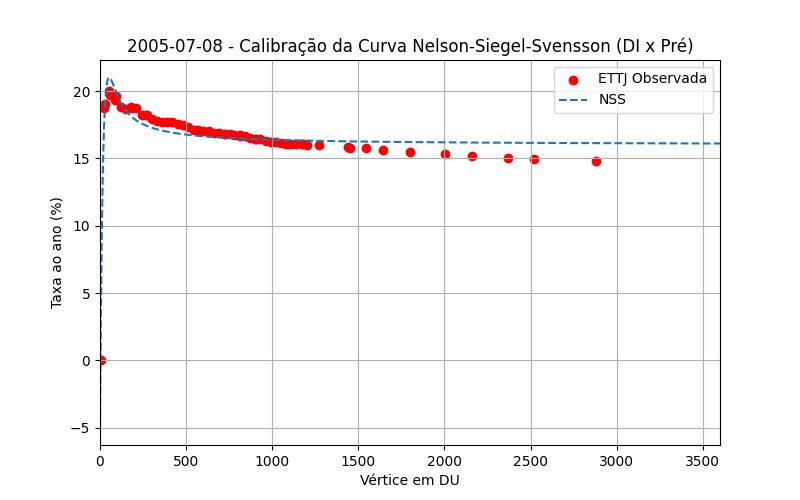 2005-07-08 - Calibração da Curva Nelson-Siegel-Svensson (DI x Pré)
ETTJ Observada
NSS
Taxa ao ano (%)
20
15
10
5
0
−5
0 500 1000 1500 2000 2500 3000 3500
Vértice em DU